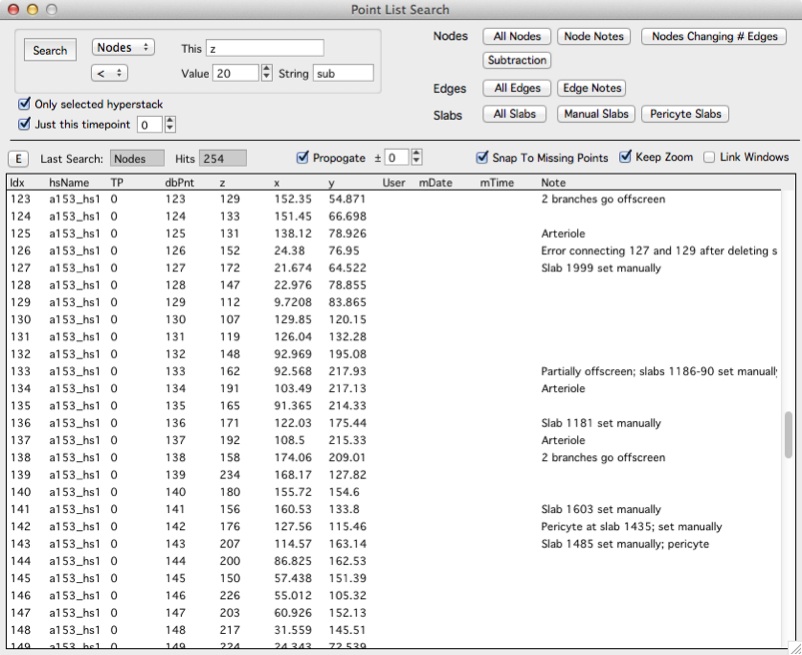 Point List Search
Search Nodes This z
< Value 20 String sub
Only selected hyperstack
Just this timepoint 0
Nodes All Nodes Node Notes Nodes Changing # Edges
Subtraction
Edges All Edges Edge Notes
Slabs All Slabs Manual Slabs Pericyte Slabs
E Last Search: Nodes Hits 254 Propogate ± 0 Snap To Missing Points Keep Zoom Link Windows
Idx hsName TP dbPnt z x y User mDate mTime Note
123 a153_hs1 0 123 129 152.35 54.871 2 branches go offscreen
124 a153_hs1 0 124 133 151.45 66.698
125 a153_hs1 0 125 131 138.12 78.926 Arteriole
126 a153_hs1 0 126 152 24.38 76.95 Error connecting 127 and 129 after deleting s
127 a153_hs1 0 127 172 21.674 64.522 Slab 1999 set manually
128 a153_hs1 0 128 147 22.976 78.855
129 a153_hs1 0 129 112 9.7208 83.865
130 a153_hs1 0 130 107 129.85 120.15
131 a153_hs1 0 131 119 126.04 132.28
132 a153_hs1 0 132 148 92.969 195.08
133 a153_hs1 0 133 162 92.568 217.93 Partially offscreen; slabs 1186-90 set manually
134 a153_hs1 0 134 191 103.49 217.13 Arteriole
135 a153_hs1 0 135 165 91.365 214.33
136 a153_hs1 0 136 171 122.03 175.44 Slab 1181 set manually
137 a153_hs1 0 137 192 108.5 215.33 Arteriole
138 a153_hs1 0 138 158 174.06 209.01 2 branches go offscreen
139 a153_hs1 0 139 234 168.17 127.82
140 a153_hs1 0 140 180 155.72 154.6
141 a153_hs1 0 141 156 160.53 133.8 Slab 1603 set manually
142 a153_hs1 0 142 176 127.56 115.46 Pericyte at slab 1435; set manually
143 a153_hs1 0 143 207 114.57 163.14 Slab 1485 set manually; pericyte
144 a153_hs1 0 144 200 86.825 162.53
145 a153_hs1 0 145 150 57.438 151.39
146 a153_hs1 0 146 226 55.012 105.32
147 a153_hs1 0 147 203 60.926 152.13
148 a153_hs1 0 148 217 31.559 145.51
149 a153_hs1 0 149 224 24.343 72.539